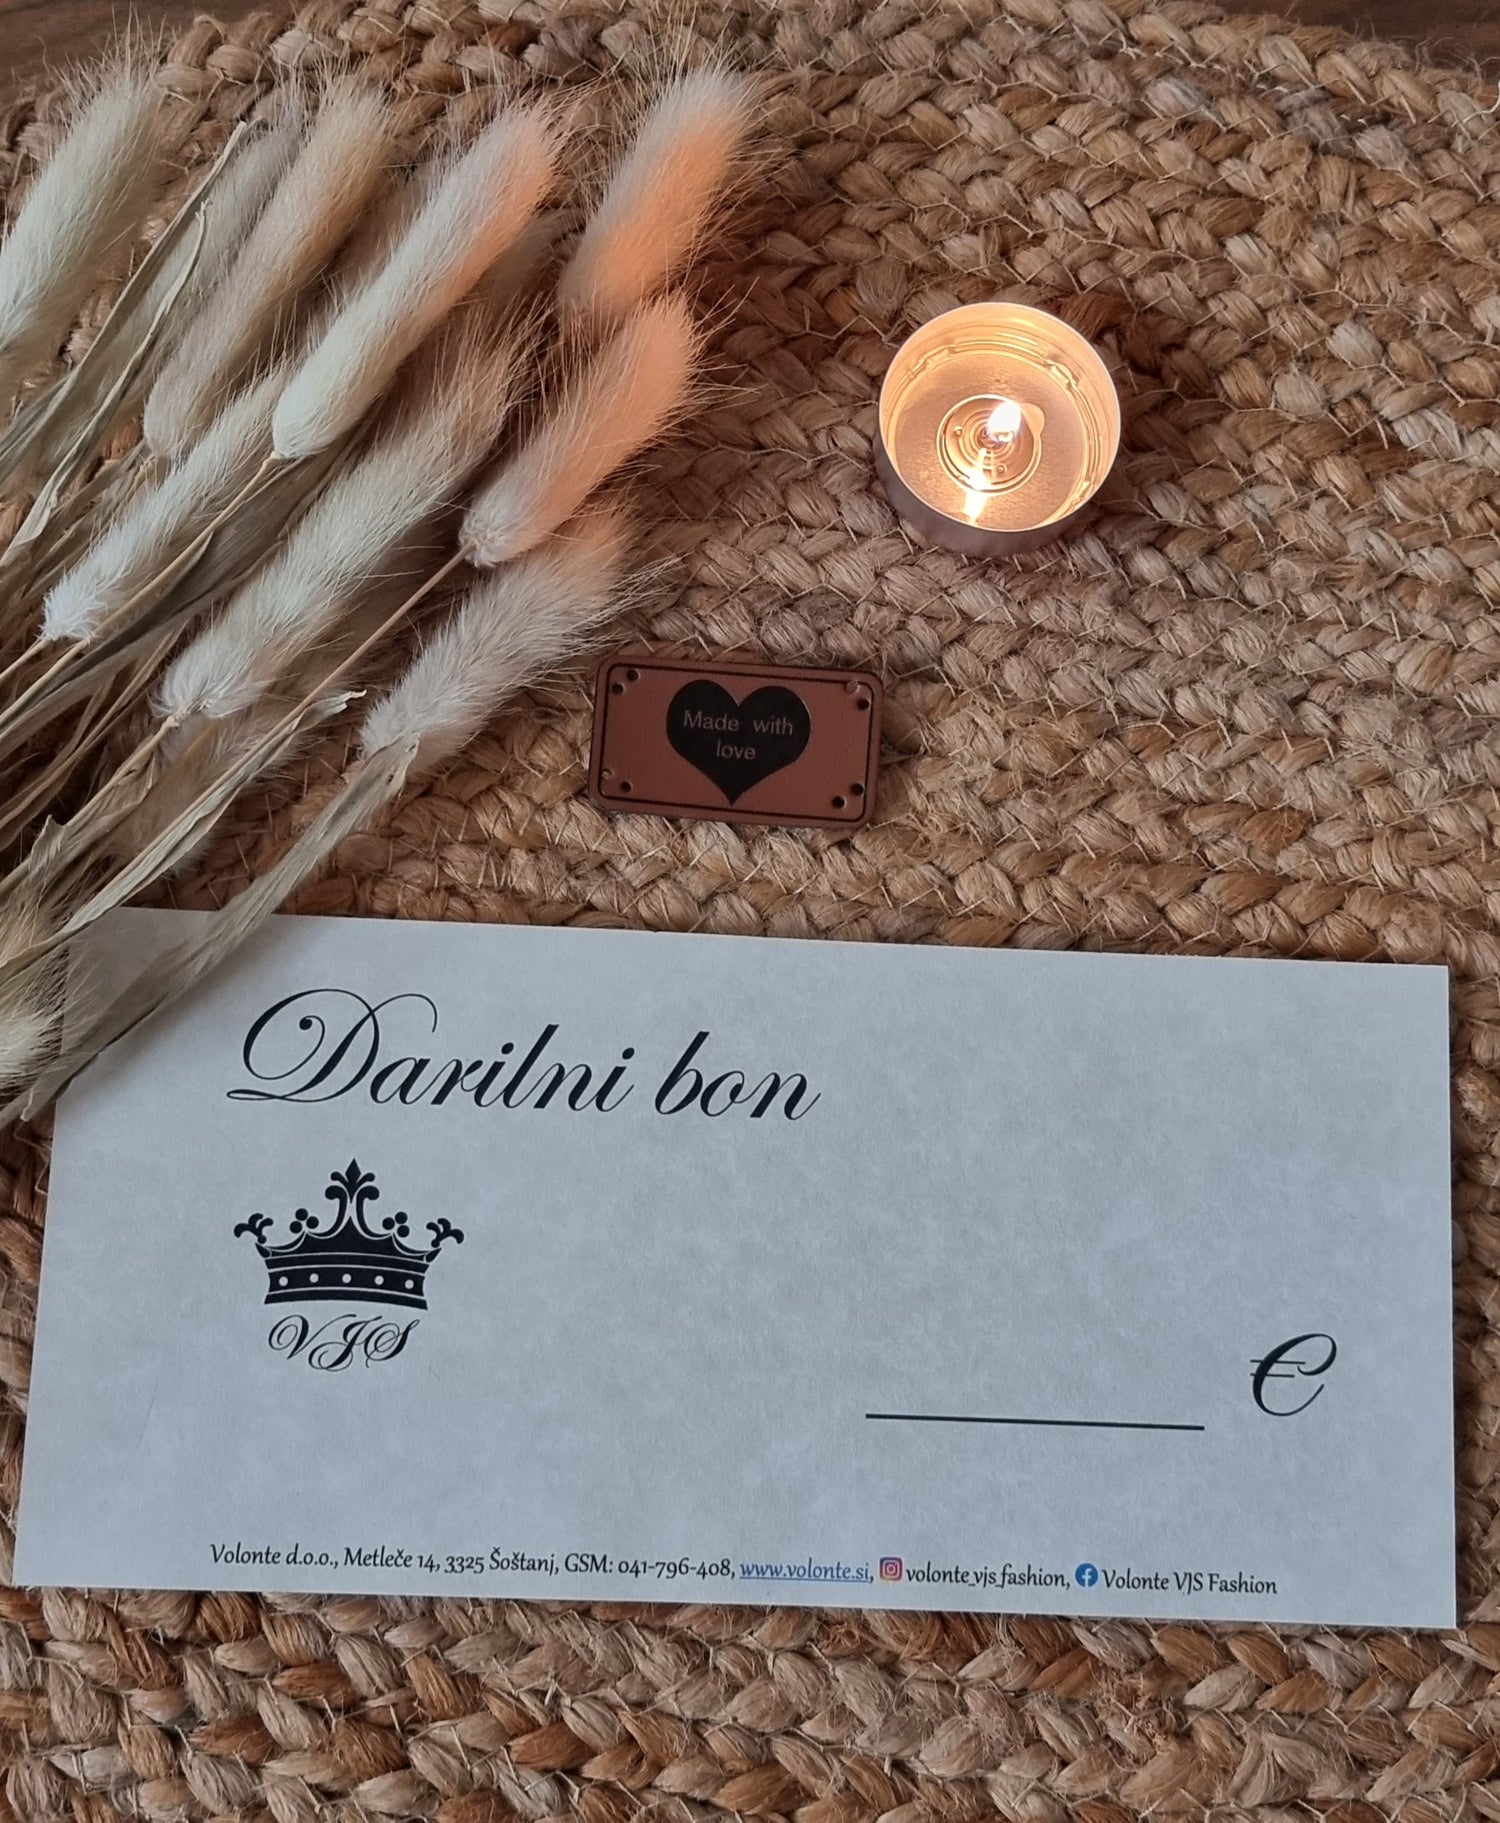 Made with
love
Darilni bon
VJS
€
Volonte d.o.o., Metleče 14, 3325 Šoštanj, GSM: 041-796-408, www.volonte.si, volonte_vjs_fashion, Volonte VJS Fashion